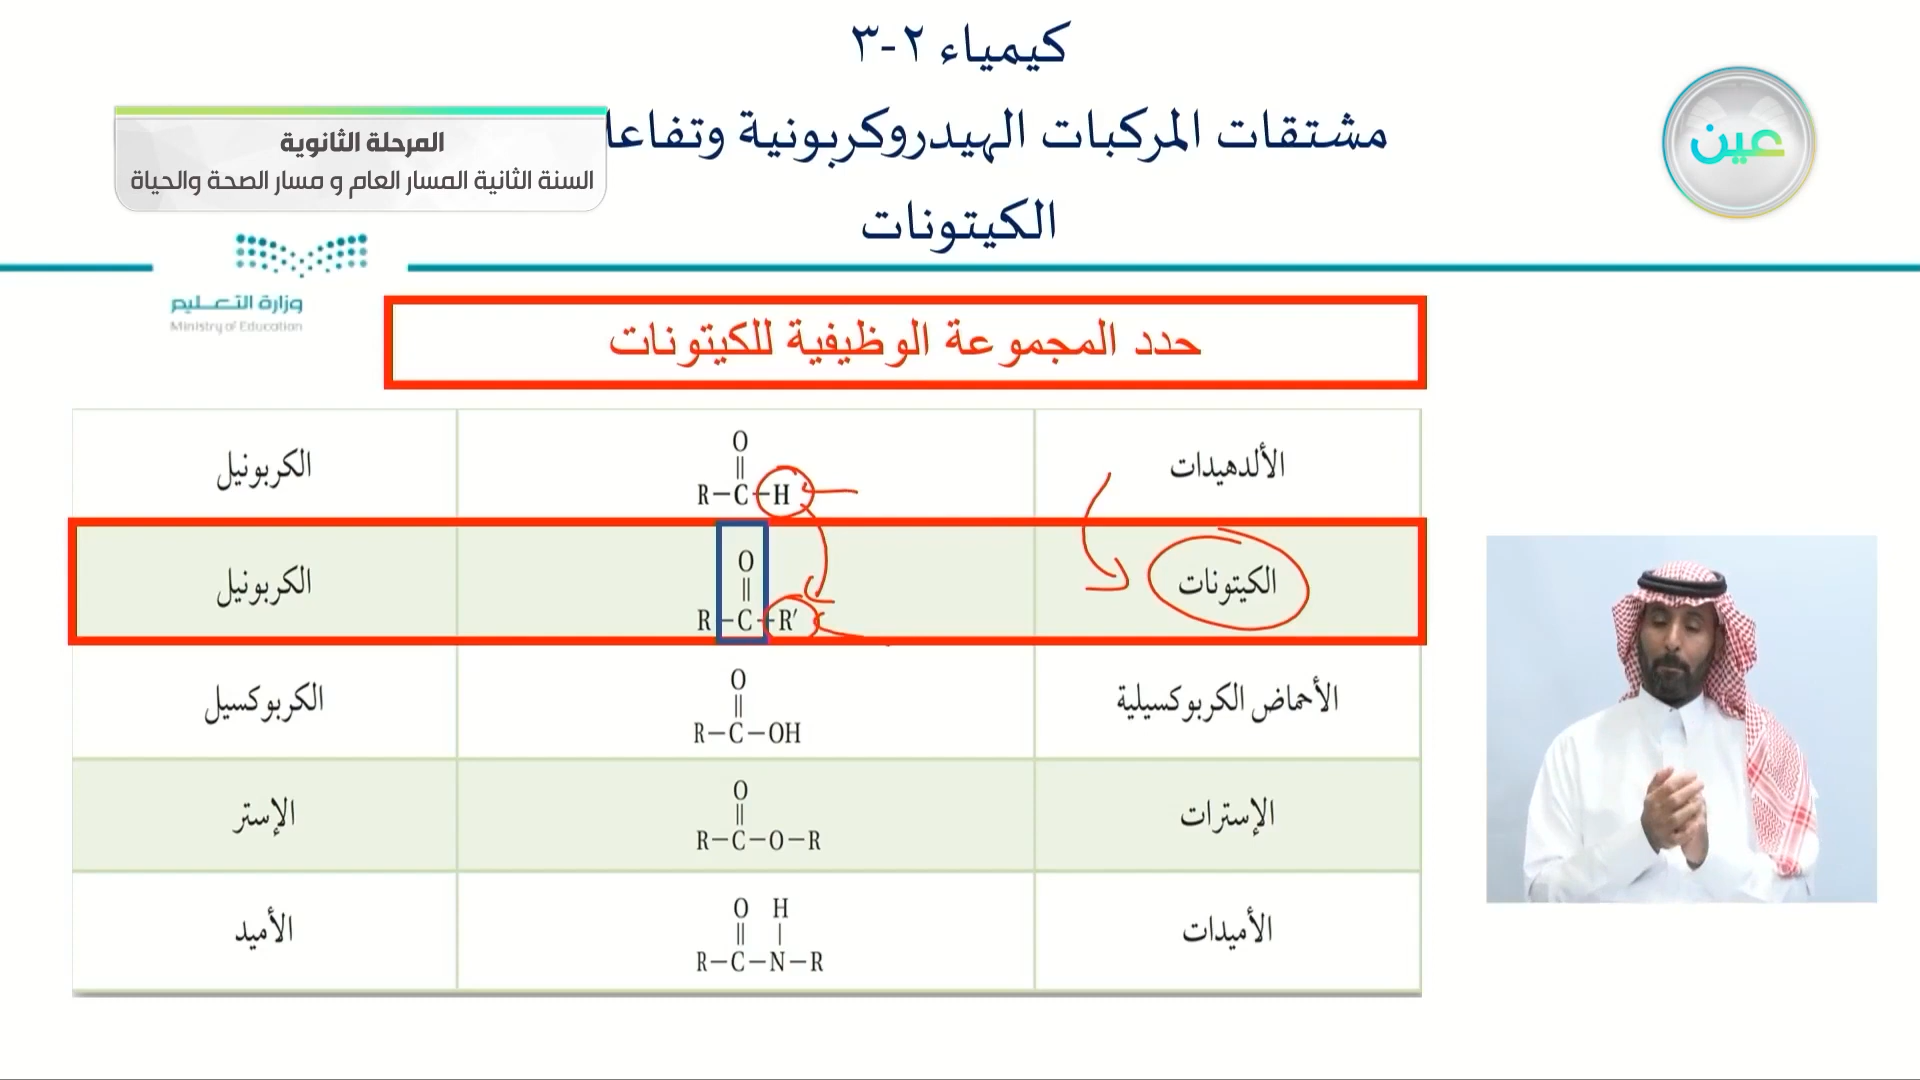 كيمياء ٢-٣
مشتقات المركبات الهيدروكربونية وتفاعا
الكيتونات
المرحلة الثانوية
السنة الثانية المسار العام و مسار الصحة والحياة
عين
وزارة التعـــليم
Ministry of Education
حدد المجموعة الوظيفية للكيتونات
الألدهيدات
O
||
R–C–H
الكربونيل
الكيتونات
O
||
R–C–R′
الكربونيل
الأحماض الكربوكسيلية
O
||
R–C–OH
الكربوكسيل
الإسترات
O
||
R–C–O–R
الإستر
الأميدات
O H
|| |
R–C–N–R
الأميد